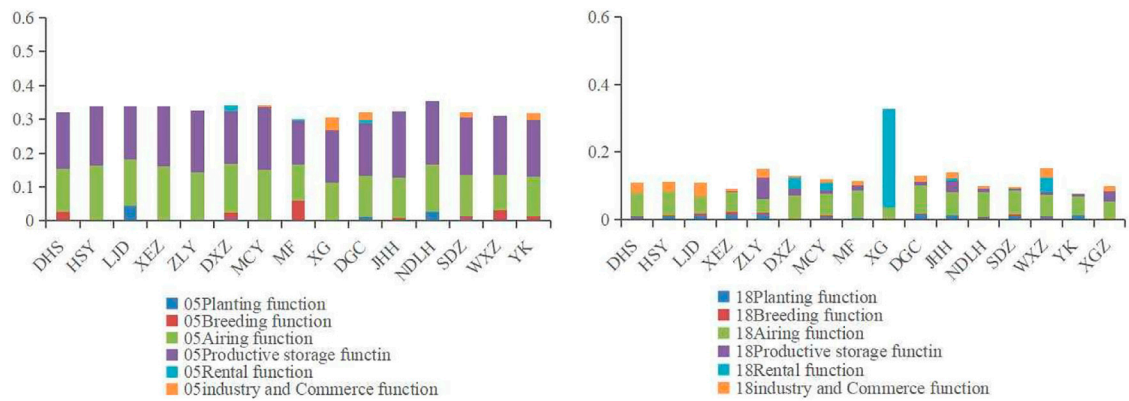 0.6
0.5
0.4
0.3
0.2
0.1
0
DHS HSY LJD XEZ ZLY DXZ MCY MF XG DGC JHH NDLH SDZ WXZ YK
05Planting function
05Breeding function
05Airing function
05Productive storage functin
05Rental function
05industry and Commerce function
0.6
0.4
0.2
0
DHS HSY LJD XEZ ZLY DXZ MCY MF XG DGC JHH NDLH SDZ WXZ YK XGZ
18Planting function
18Breeding function
18Airing function
18Productive storage functin
18Rental function
18industry and Commerce function